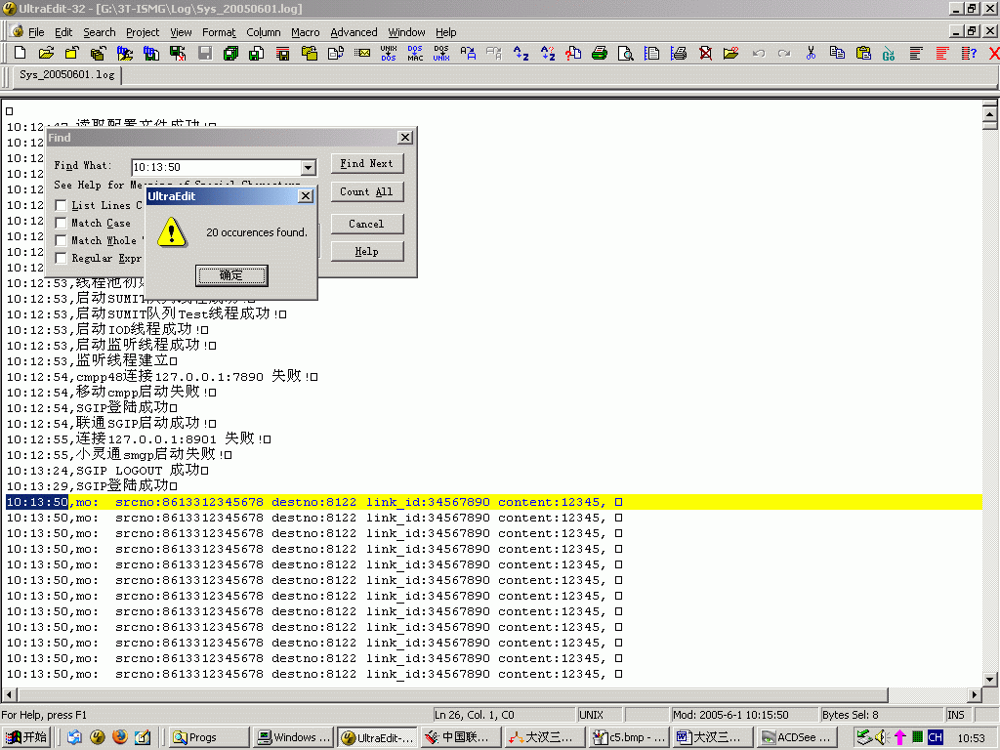 UltraEdit-32 - [G:\3T-ISMG\Log\Sys_20050601.log]
File Edit Search Project View Format Column Macro Advanced Window Help
Sys_20050601.log
10:12:47,读取配置文件成功!
10:12
10:12
10:12
10:12
10:12
10:12
10:12
10:12
10:12
Find
Find What: 10:13:50 Find Next
See Help for Meaning of Special Characters
Count All
List Lines C
Match Case
Cancel
Match Whole
Regular Expr
Help
UltraEdit
20 occurences found.
确定
10:12:53,线程池初
10:12:53,启动SUMIT队列线程成功!
10:12:53,启动SUMIT队列Test线程成功!
10:12:53,启动IOD线程成功!
10:12:53,启动监听线程成功!
10:12:53,监听线程建立
10:12:54,cmpp48连接127.0.0.1:7890 失败!
10:12:54,移动cmpp启动失败!
10:12:54,SGIP登陆成功
10:12:54,联通SGIP启动成功!
10:12:55,连接127.0.0.1:8901 失败!
10:12:55,小灵通smgp启动失败!
10:13:24,SGIP LOGOUT 成功
10:13:29,SGIP登陆成功
10:13:50,mo: srcno:8613312345678 destno:8122 link_id:34567890 content:12345,
10:13:50,mo: srcno:8613312345678 destno:8122 link_id:34567890 content:12345,
10:13:50,mo: srcno:8613312345678 destno:8122 link_id:34567890 content:12345,
10:13:50,mo: srcno:8613312345678 destno:8122 link_id:34567890 content:12345,
10:13:50,mo: srcno:8613312345678 destno:8122 link_id:34567890 content:12345,
10:13:50,mo: srcno:8613312345678 destno:8122 link_id:34567890 content:12345,
10:13:50,mo: srcno:8613312345678 destno:8122 link_id:34567890 content:12345,
10:13:50,mo: srcno:8613312345678 destno:8122 link_id:34567890 content:12345,
10:13:50,mo: srcno:8613312345678 destno:8122 link_id:34567890 content:12345,
10:13:50,mo: srcno:8613312345678 destno:8122 link_id:34567890 content:12345,
10:13:50,mo: srcno:8613312345678 destno:8122 link_id:34567890 content:12345,
10:13:50,mo: srcno:8613312345678 destno:8122 link_id:34567890 content:12345,
For Help, press F1 Ln 26, Col. 1, C0 UNIX Mod: 2005-6-1 10:15:50 Bytes Sel: 8 INS
开始 Progs Windows ... UltraEdit-... 中国联... 大汉三... c5.bmp - ... 大汉三... ACDSee ... CH 10:53